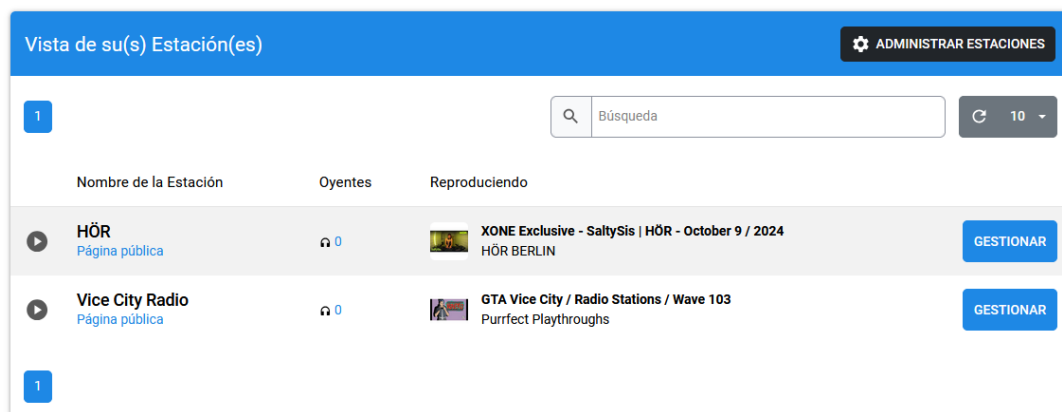 Vista de su(s) Estación(es)
ADMINISTRAR ESTACIONES
1
Búsqueda
10
Nombre de la Estación
Oyentes
Reproduciendo
HÖR
Página pública
0
XONE Exclusive - SaltySis | HÖR - October 9 / 2024
HÖR BERLIN
GESTIONAR
Vice City Radio
Página pública
0
GTA Vice City / Radio Stations / Wave 103
Purrfect Playthroughs
GESTIONAR
1